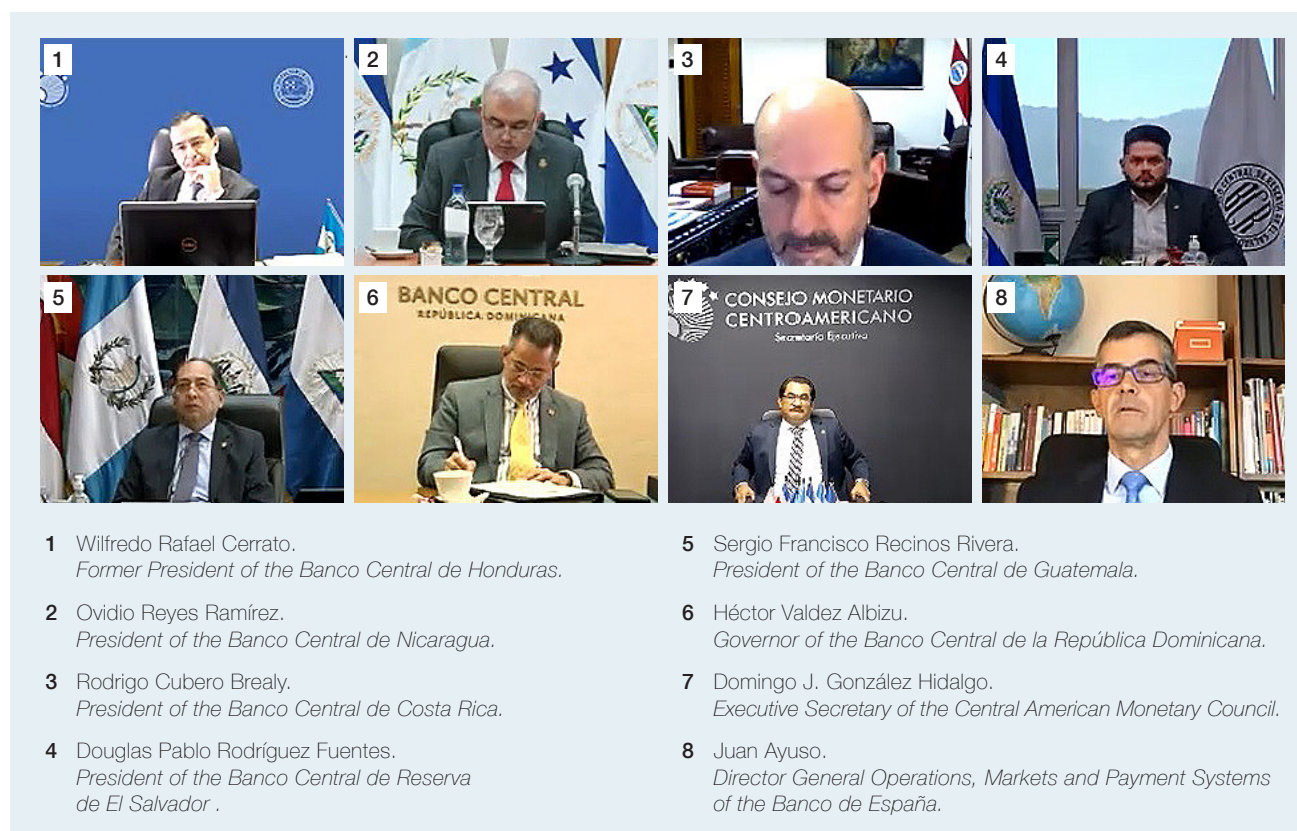 1
2
3
4
5
6
BANCO CENTRAL
REPÚBLICA DOMINICANA
7
CONSEJO MONETARIO
CENTROAMERICANO
Secretaría Ejecutiva
8
1 Wilfredo Rafael Cerrato.
Former President of the Banco Central de Honduras.
2 Ovidio Reyes Ramírez.
President of the Banco Central de Nicaragua.
3 Rodrigo Cubero Brealy.
President of the Banco Central de Costa Rica.
4 Douglas Pablo Rodríguez Fuentes.
President of the Banco Central de Reserva
de El Salvador .
5 Sergio Francisco Recinos Rivera.
President of the Banco Central de Guatemala.
6 Héctor Valdez Albizu.
Governor of the Banco Central de la República Dominicana.
7 Domingo J. González Hidalgo.
Executive Secretary of the Central American Monetary Council.
8 Juan Ayuso.
Director General Operations, Markets and Payment Systems
of the Banco de España.